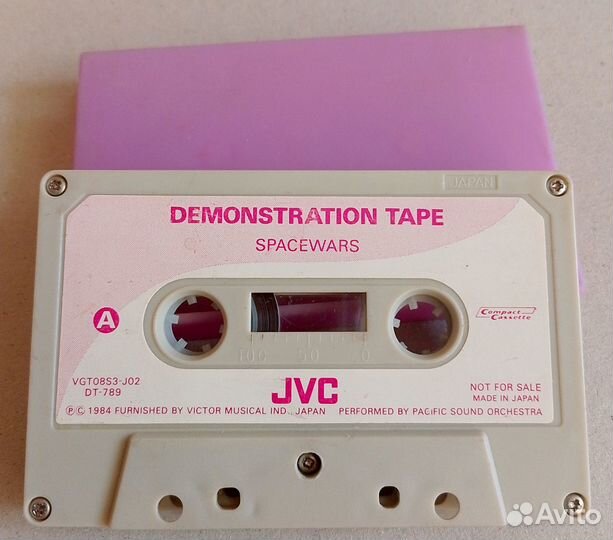 JAPAN
DEMONSTRATION TAPE
SPACEWARS
A
Compact Cassette
100 50 0
VGT08S3-J02
DT-789
JVC
NOT FOR SALE
MADE IN JAPAN
Ⓟ Ⓒ 1984 FURNISHED BY VICTOR MUSICAL IND., JAPAN PERFORMED BY PACIFIC SOUND ORCHESTRA
Avito